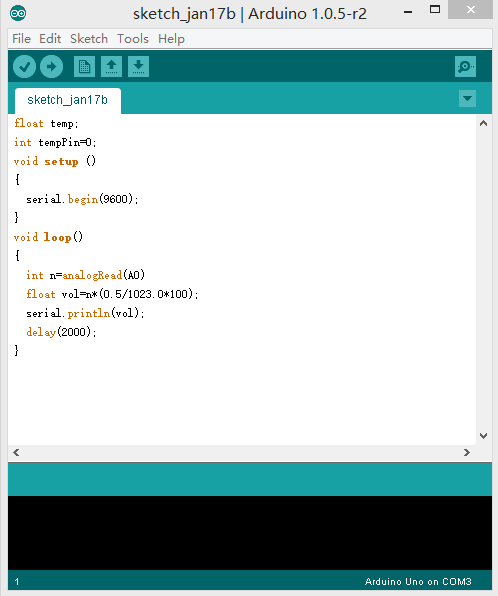 sketch_jan17b | Arduino 1.0.5-r2
File Edit Sketch Tools Help
sketch_jan17b
float temp;
int tempPin=0;
void setup ()
{
  serial.begin(9600);
}
void loop()
{
  int n=analogRead(A0)
  float vol=n*(0.5/1023.0*100);
  serial.println(vol);
  delay(2000);
}
1
Arduino Uno on COM3